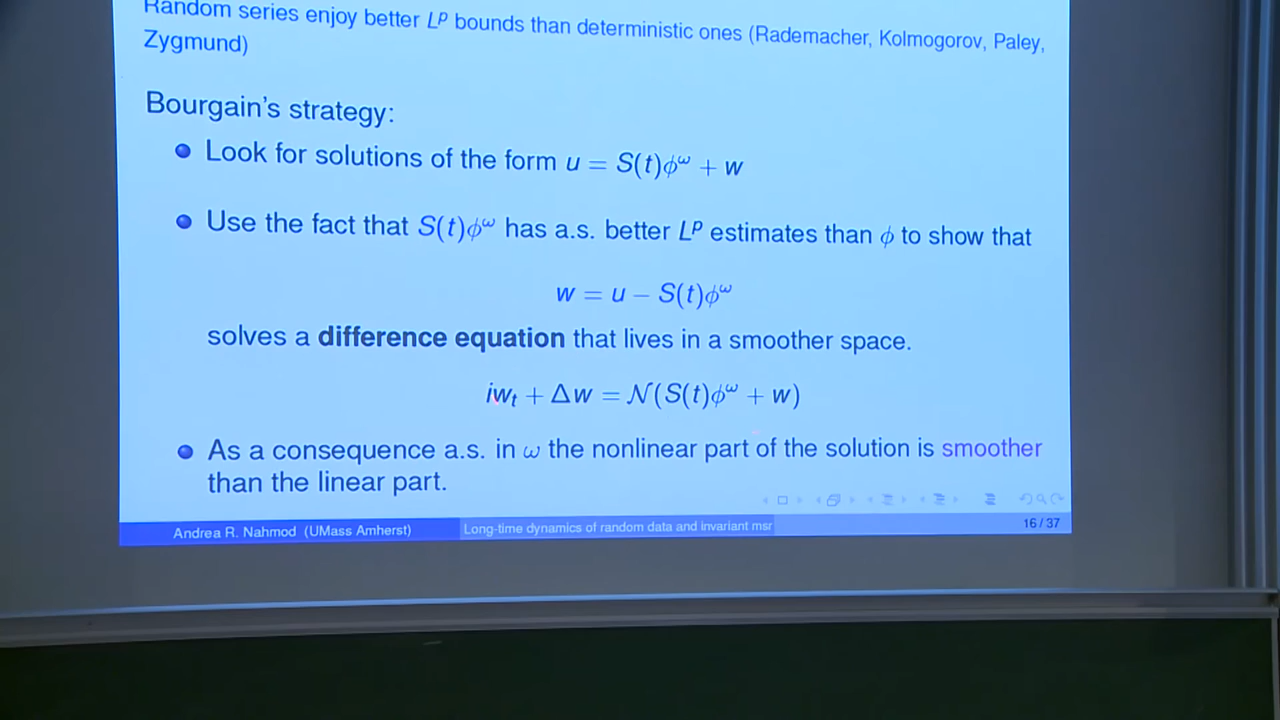 Random series enjoy better Lᵖ bounds than deterministic ones (Rademacher, Kolmogorov, Paley,
Zygmund)
Bourgain's strategy:
Look for solutions of the form u = S(t)ϕ^ω + w
Use the fact that S(t)ϕ^ω has a.s. better Lᵖ estimates than ϕ to show that
w = u − S(t)ϕ^ω
solves a difference equation that lives in a smoother space.
iw_t + Δw = 𝒩(S(t)ϕ^ω + w)
As a consequence a.s. in ω the nonlinear part of the solution is smoother
than the linear part.
Andrea R. Nahmod (UMass Amherst) Long-time dynamics of random data and invariant msr 16 / 37